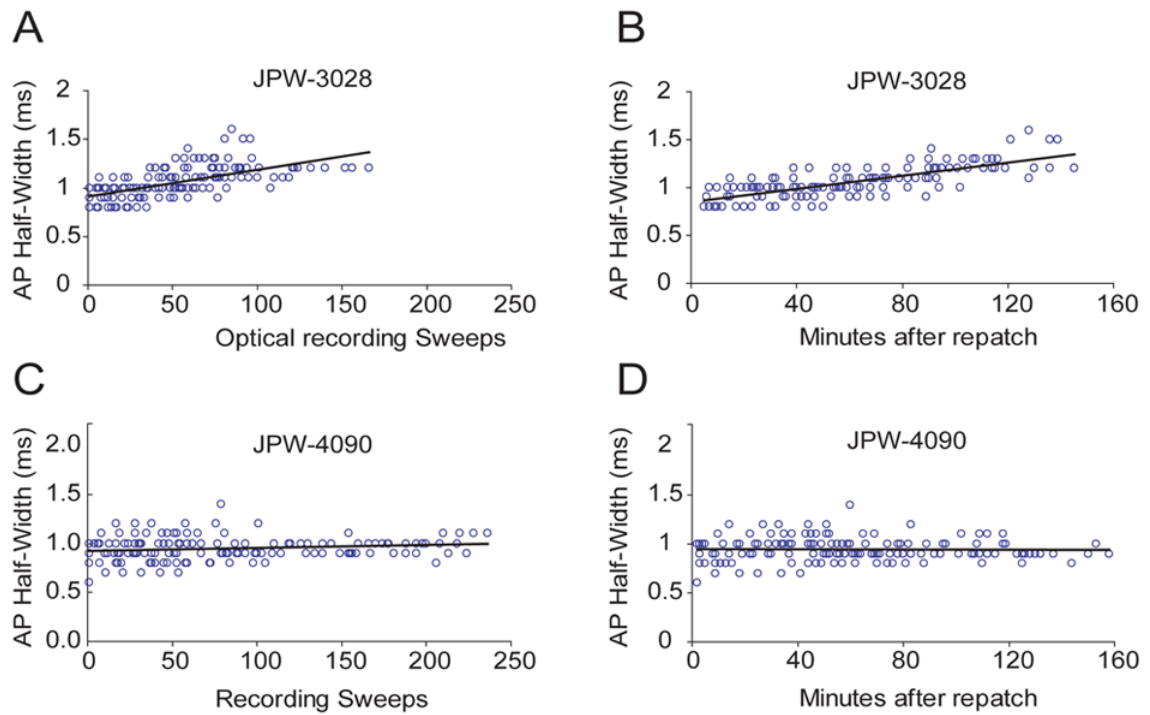 A
JPW-3028
AP Half-Width (ms)
2
1.5
1
0.5
0
0 50 100 150 200 250
Optical recording Sweeps
B
JPW-3028
AP Half-Width (ms)
2
1.5
1
0.5
0
0 40 80 120 160
Minutes after repatch
C
JPW-4090
AP Half-Width (ms)
2.0
1.5
1.0
0.5
0.0
0 50 100 150 200 250
Recording Sweeps
D
JPW-4090
AP Half-Width (ms)
2
1.5
1
0.5
0
0 40 80 120 160
Minutes after repatch